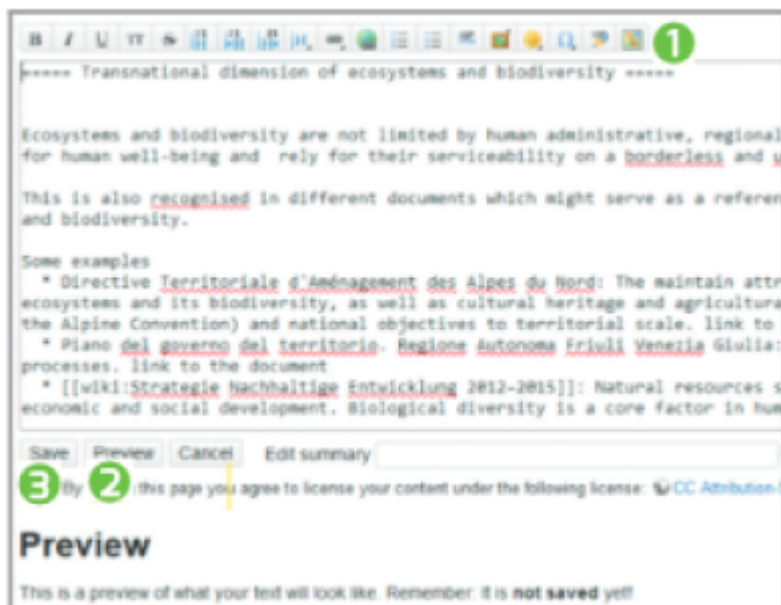 B I U TT S
1
===== Transnational dimension of ecosystems and biodiversity =====
Ecosystems and biodiversity are not limited by human administrative, regional
for human well-being and rely for their serviceability on a borderless and u
This is also recognised in different documents which might serve as a referen
and biodiversity.
Some examples
* Directive Territoriale d'Aménagement des Alpes du Nord: The maintain attr
ecosystems and its biodiversity, as well as cultural heritage and agricultur
the Alpine Convention) and national objectives to territorial scale. link to
* Piano del governo del territorio. Regione Autonoma Friuli Venezia Giulia:
processes. link to the document
* [[wiki:Strategie Nachhaltige Entwicklung 2012-2015]]: Natural resources s
economic and social development. Biological diversity is a core factor in hum
Save Preview Cancel Edit summary
3 By 2 this page you agree to license your content under the following license: CC Attribution-
Preview
This is a preview of what your text will look like. Remember: It is not saved yet!